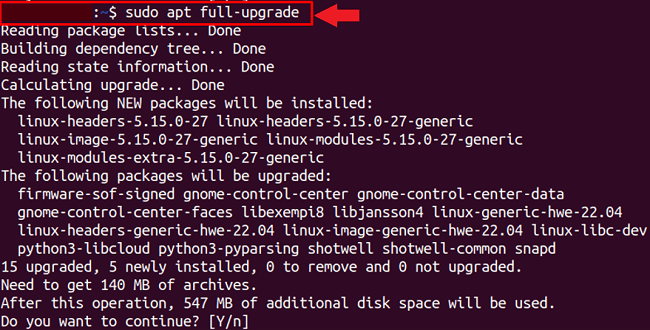 :~$ sudo apt full-upgrade
Reading package lists... Done
Building dependency tree... Done
Reading state information... Done
Calculating upgrade... Done
The following NEW packages will be installed:
linux-headers-5.15.0-27 linux-headers-5.15.0-27-generic
linux-image-5.15.0-27-generic linux-modules-5.15.0-27-generic
linux-modules-extra-5.15.0-27-generic
The following packages will be upgraded:
firmware-sof-signed gnome-control-center gnome-control-center-data
gnome-control-center-faces libexempi8 libjansson4 linux-generic-hwe-22.04
linux-headers-generic-hwe-22.04 linux-image-generic-hwe-22.04 linux-libc-dev
python3-libcloud python3-pyparsing shotwell shotwell-common snapd
15 upgraded, 5 newly installed, 0 to remove and 0 not upgraded.
Need to get 140 MB of archives.
After this operation, 547 MB of additional disk space will be used.
Do you want to continue? [Y/n]